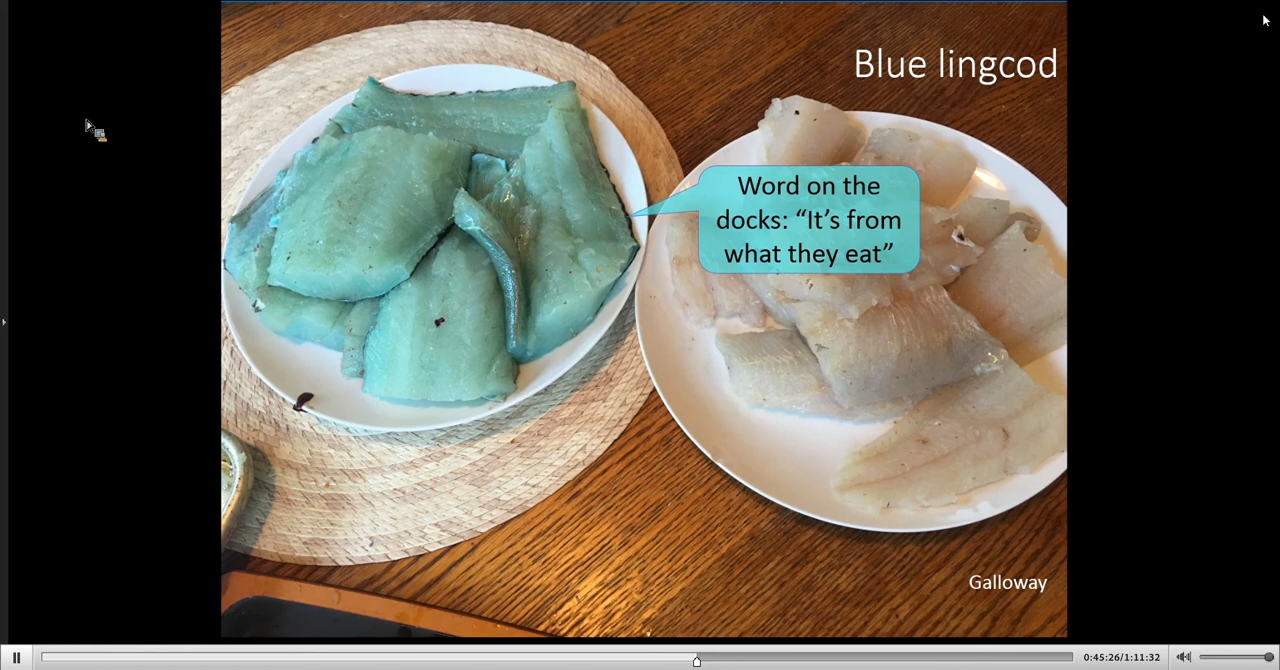 Blue lingcod
Word on the
docks: “It’s from
what they eat”
Galloway
0:45:26/1:11:32